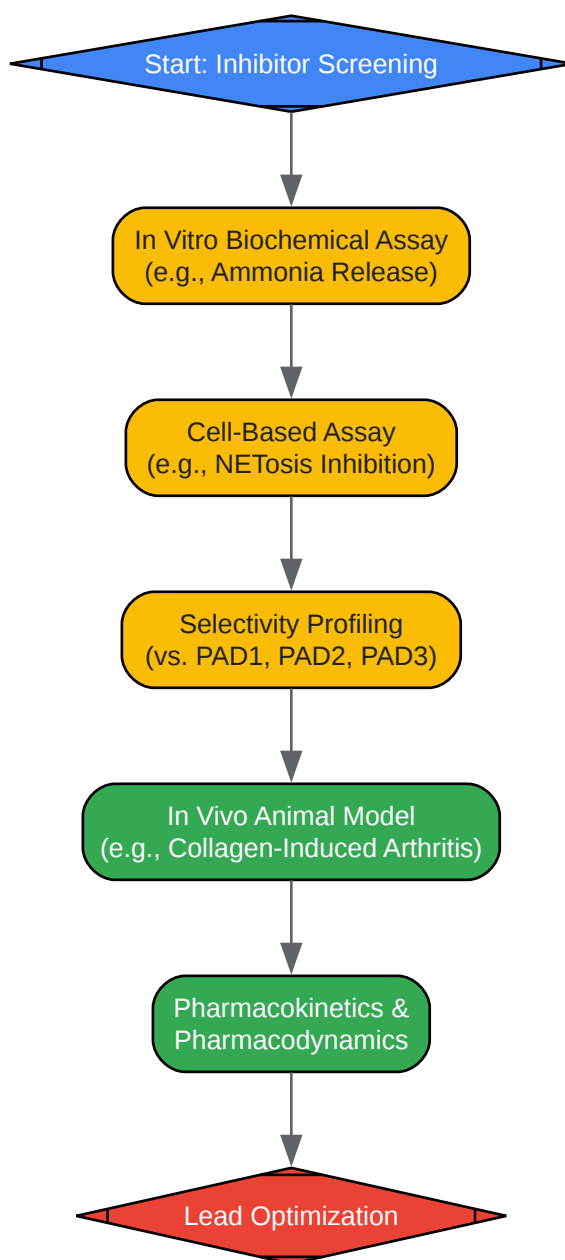 Start: Inhibitor Screening
In Vitro Biochemical Assay
(e.g., Ammonia Release)
Cell-Based Assay
(e.g., NETosis Inhibition)
Selectivity Profiling
(vs. PAD1, PAD2, PAD3)
In Vivo Animal Model
(e.g., Collagen-Induced Arthritis)
Pharmacokinetics &
Pharmacodynamics
Lead Optimization